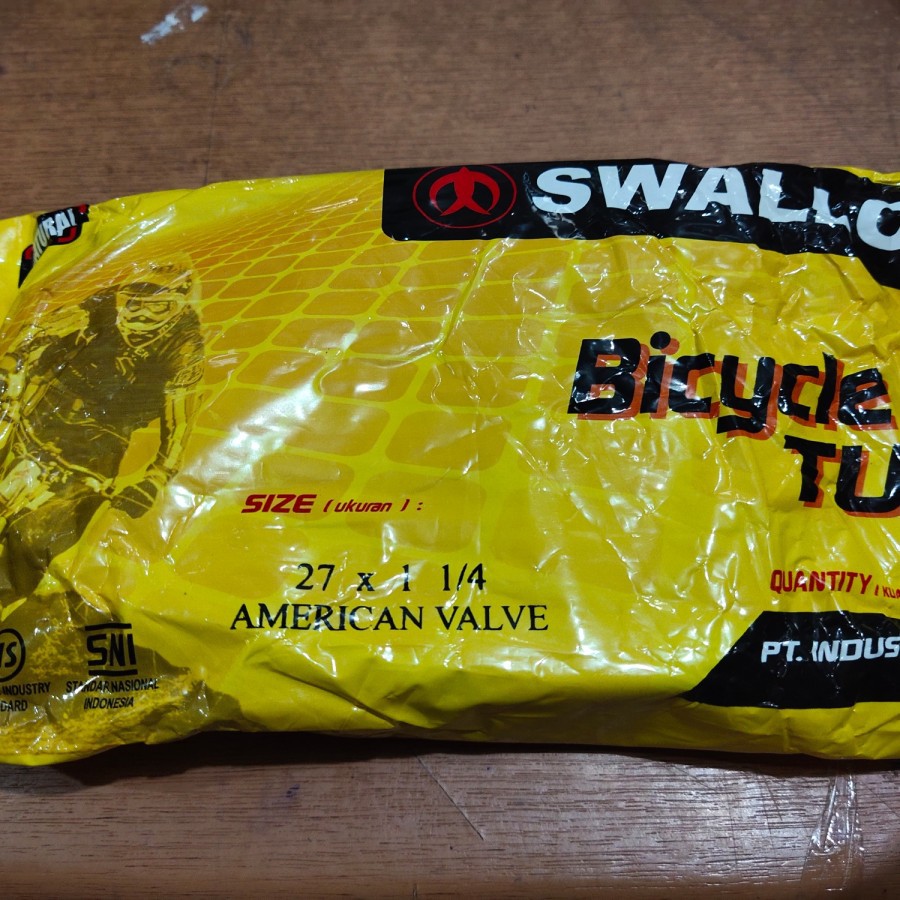 SWALLO
Bicycle
TU
SIZE ( ukuran ) :
27 x 1 1/4
AMERICAN VALVE
QUANTITY
PT. INDUS
SNI
INDUSTRY
DARD
STANDAR NASIONAL
INDONESIA